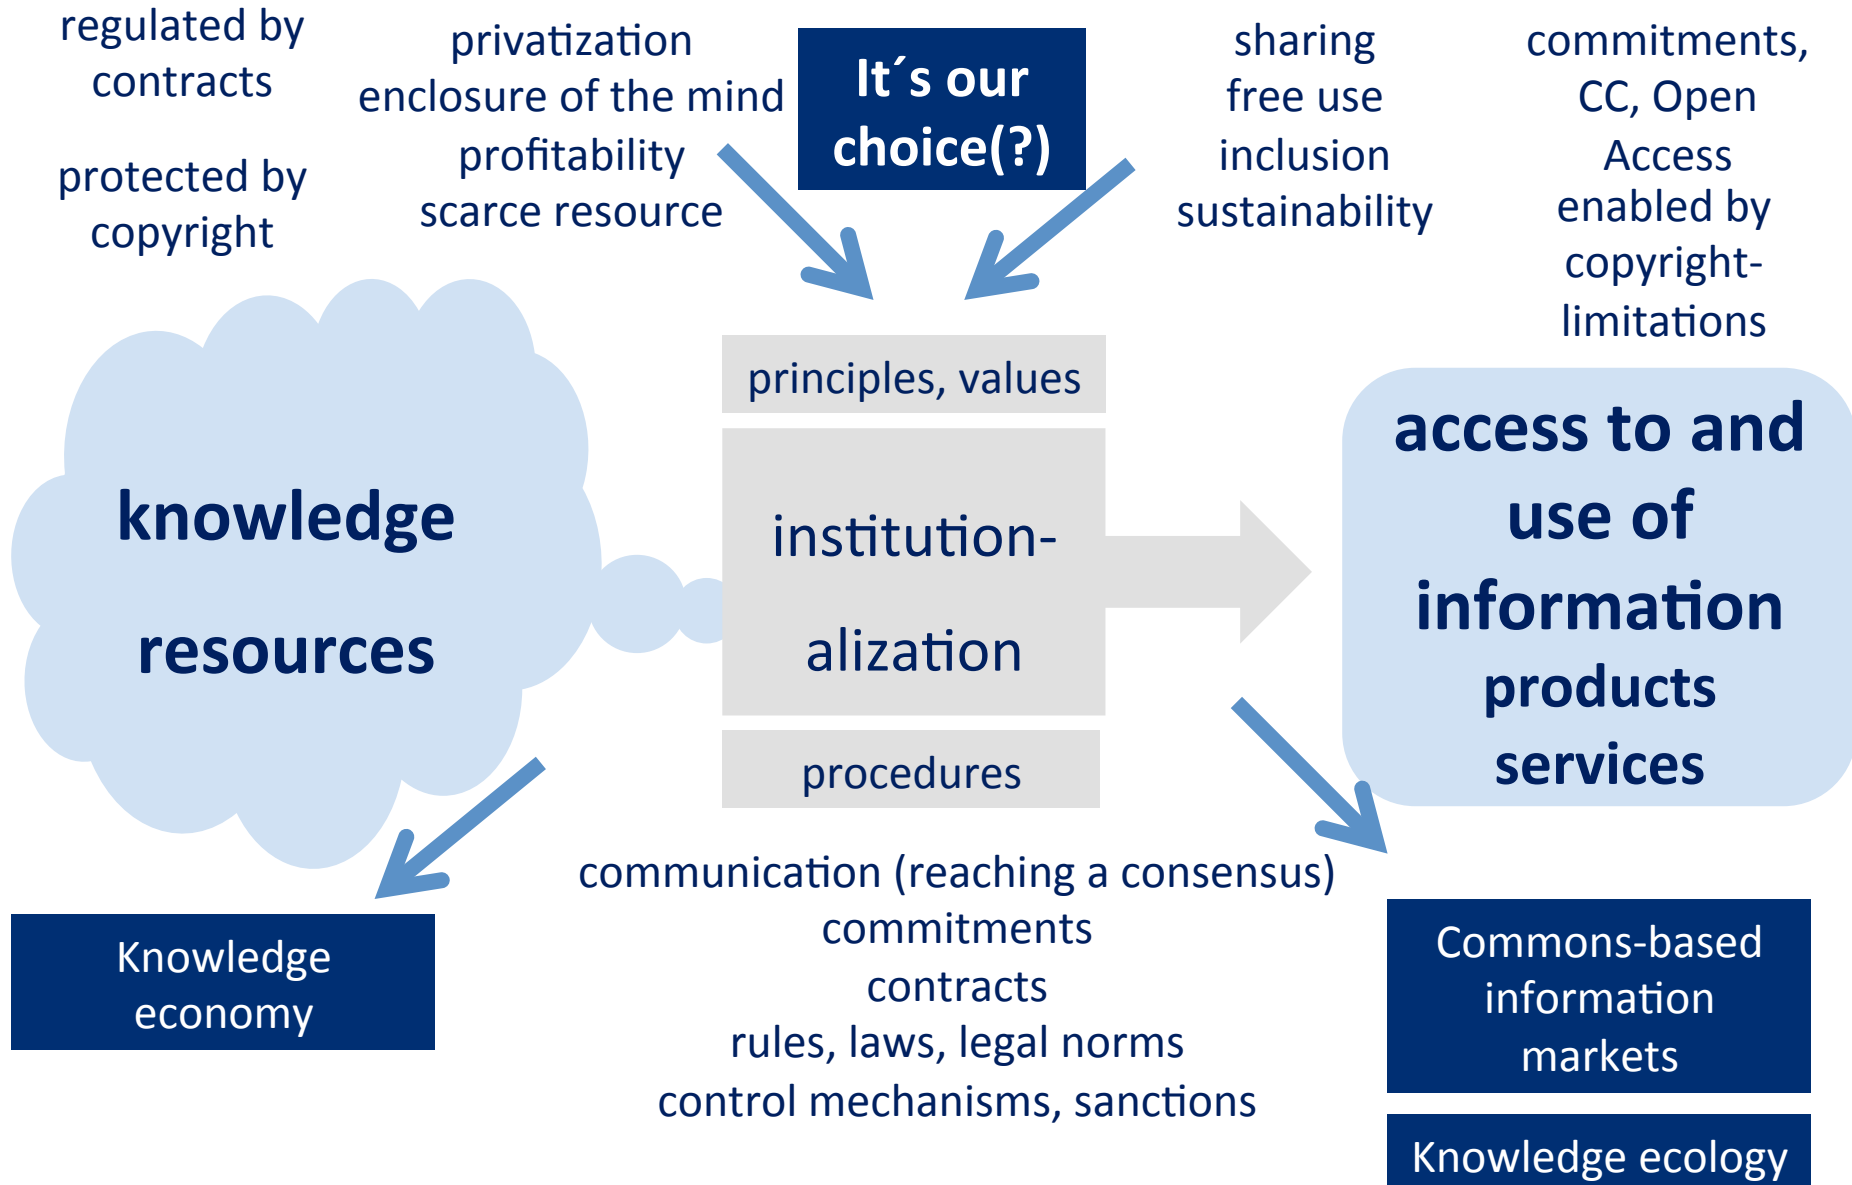 regulated by
contracts
protected by
copyright
privatization
enclosure of the mind
profitability
scarce resource
It´s our
choice(?)
sharing
free use
inclusion
sustainability
commitments,
CC, Open
Access
enabled by
copyright-
limitations
knowledge
resources
principles, values
institution-
alization
procedures
access to and
use of
information
products
services
communication (reaching a consensus)
commitments
contracts
rules, laws, legal norms
control mechanisms, sanctions
Knowledge
economy
Commons-based
information
markets
Knowledge ecology